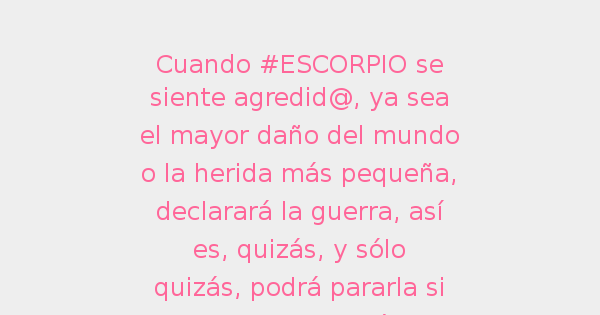 Cuando #ESCORPIO se
siente agredid@, ya sea
el mayor daño del mundo
o la herida más pequeña,
declarará la guerra, así
es, quizás, y sólo
quizás, podrá pararla si